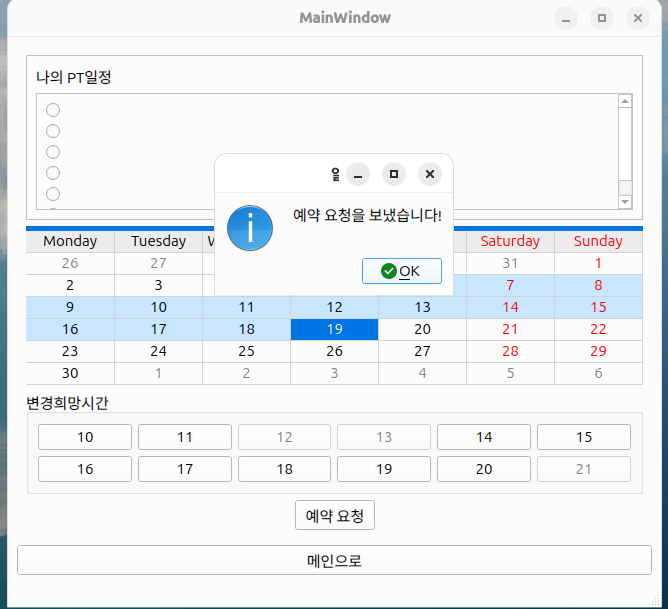 MainWindow
나의 PT일정
예약 요청을 보냈습니다!
OK
Monday Tuesday Saturday Sunday
26 27 31 1
2 3 7 8
9 10 11 12 13 14 15
16 17 18 19 20 21 22
23 24 25 26 27 28 29
30 1 2 3 4 5 6
변경희망시간
10 11 12 13 14 15
16 17 18 19 20 21
예약 요청
메인으로